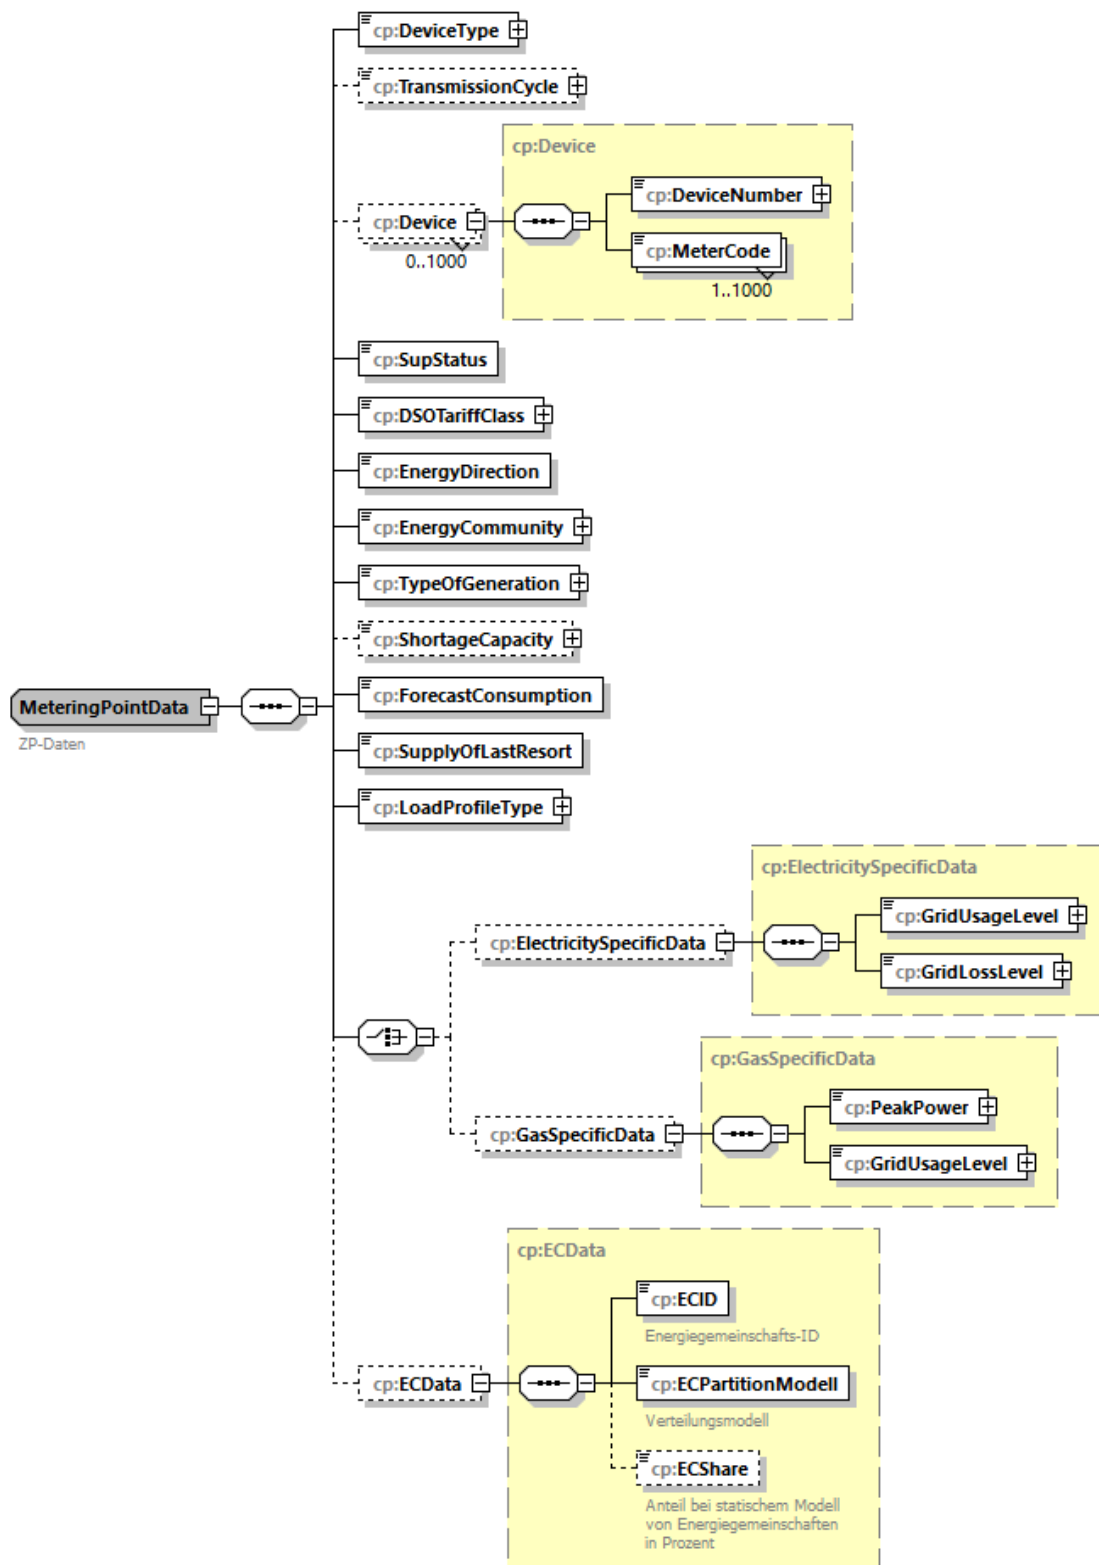 cp:DeviceType
cp:TransmissionCycle
cp:Device
cp:Device
0..1000
cp:DeviceNumber
cp:MeterCode
1..1000
cp:SupStatus
cp:DSOTariffClass
cp:EnergyDirection
cp:EnergyCommunity
cp:TypeOfGeneration
cp:ShortageCapacity
MeteringPointData
ZP-Daten
cp:ForecastConsumption
cp:SupplyOfLastResort
cp:LoadProfileType
cp:ElectricitySpecificData
cp:ElectricitySpecificData
cp:GridUsageLevel
cp:GridLossLevel
cp:GasSpecificData
cp:GasSpecificData
cp:PeakPower
cp:GridUsageLevel
cp:ECData
cp:ECData
cp:ECID
Energiegemeinschafts-ID
cp:ECPartitionModell
Verteilungsmodell
cp:ECShare
Anteil bei statischem Modell
von Energiegemeinschaften
in Prozent